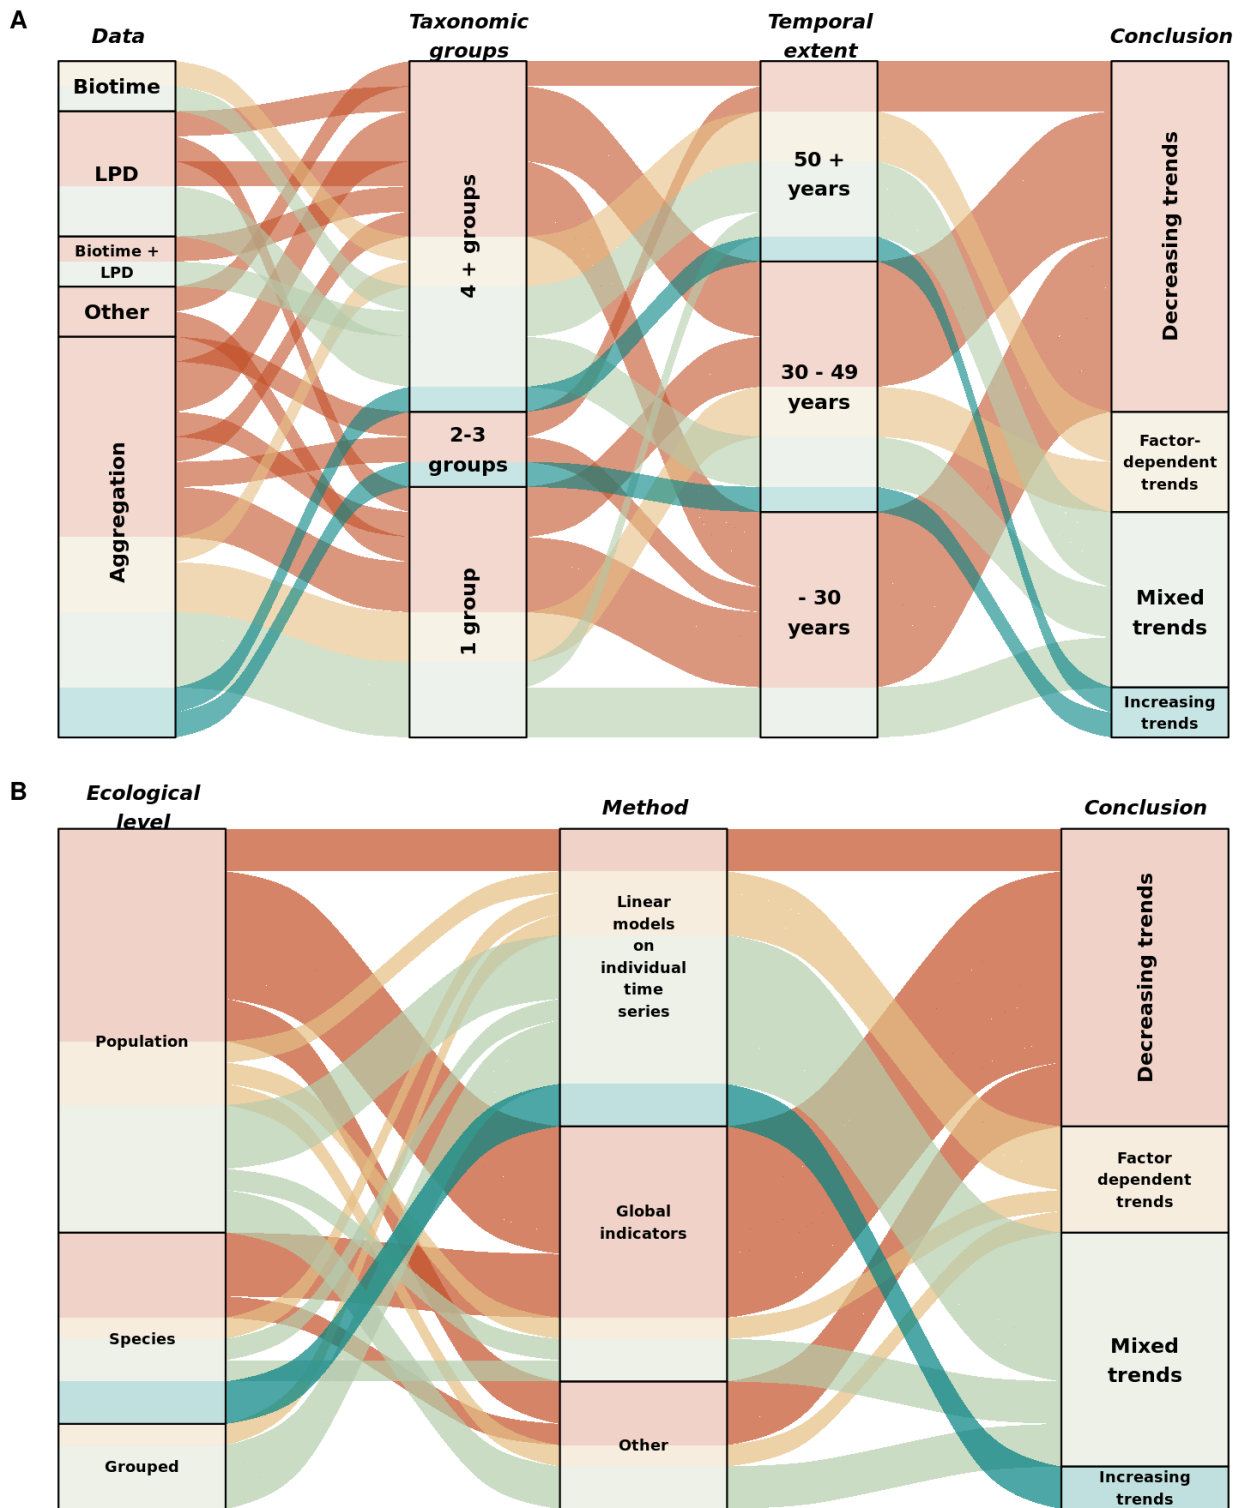 A
Data
Taxonomic
groups
Temporal
extent
Conclusion
Biotime
LPD
Biotime +
LPD
Other
Aggregation
4 + groups
2-3
groups
1 group
50 +
years
30 - 49
years
- 30
years
Decreasing trends
Factor-
dependent
trends
Mixed
trends
Increasing
trends
B
Ecological
level
Method
Conclusion
Population
Species
Grouped
Linear
models
on
individual
time
series
Global
indicators
Other
Decreasing trends
Factor
dependent
trends
Mixed
trends
Increasing
trends